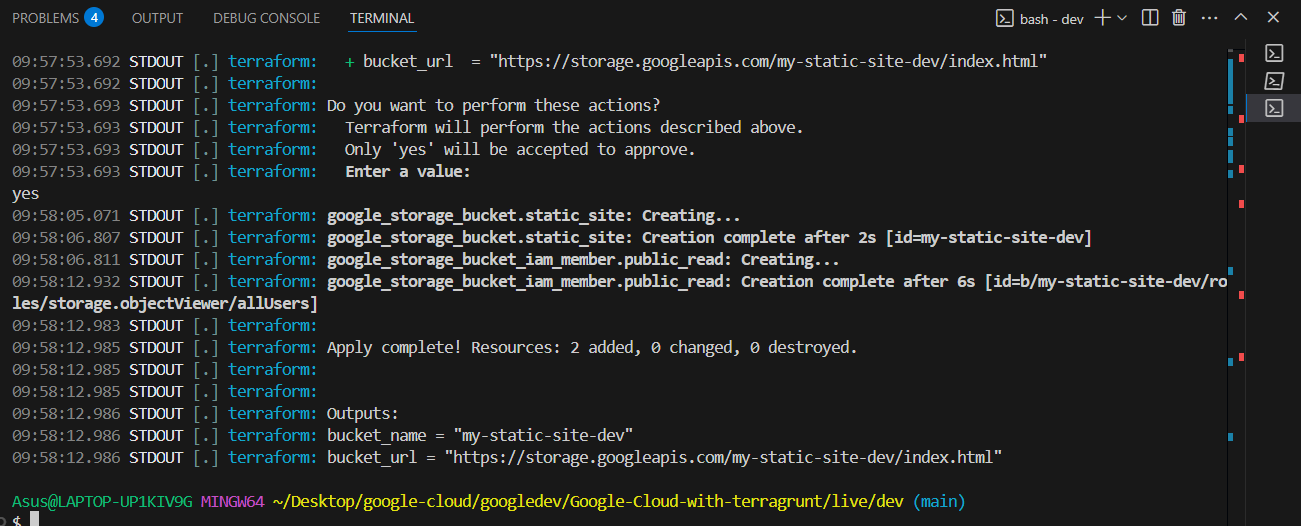 PROBLEMS 4 OUTPUT DEBUG CONSOLE TERMINAL bash - dev
09:57:53.692 STDOUT [.] terraform:   + bucket_url  = "https://storage.googleapis.com/my-static-site-dev/index.html"
09:57:53.692 STDOUT [.] terraform:
09:57:53.693 STDOUT [.] terraform: Do you want to perform these actions?
09:57:53.693 STDOUT [.] terraform:   Terraform will perform the actions described above.
09:57:53.693 STDOUT [.] terraform:   Only 'yes' will be accepted to approve.
09:57:53.693 STDOUT [.] terraform:   Enter a value:
yes
09:58:05.071 STDOUT [.] terraform: google_storage_bucket.static_site: Creating...
09:58:06.807 STDOUT [.] terraform: google_storage_bucket.static_site: Creation complete after 2s [id=my-static-site-dev]
09:58:06.811 STDOUT [.] terraform: google_storage_bucket_iam_member.public_read: Creating...
09:58:12.932 STDOUT [.] terraform: google_storage_bucket_iam_member.public_read: Creation complete after 6s [id=b/my-static-site-dev/ro
les/storage.objectViewer/allUsers]
09:58:12.983 STDOUT [.] terraform:
09:58:12.985 STDOUT [.] terraform: Apply complete! Resources: 2 added, 0 changed, 0 destroyed.
09:58:12.985 STDOUT [.] terraform:
09:58:12.985 STDOUT [.] terraform:
09:58:12.986 STDOUT [.] terraform: Outputs:
09:58:12.986 STDOUT [.] terraform: bucket_name = "my-static-site-dev"
09:58:12.986 STDOUT [.] terraform: bucket_url = "https://storage.googleapis.com/my-static-site-dev/index.html"
Asus@LAPTOP-UP1KIV9G MINGW64 ~/Desktop/google-cloud/googledev/Google-Cloud-with-terragrunt/live/dev (main)
$